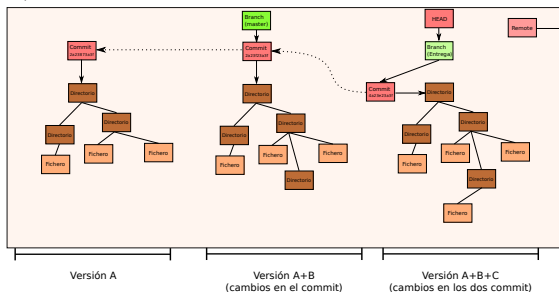 Branch
(master)
HEAD
Remote
Commit
Commit
Branch
(Entrega)
Commit
Directorio
Directorio
Directorio
Directorio
Directorio
Directorio
Directorio
Directorio
Directorio
Fichero
Fichero
Fichero
Fichero
Fichero
Fichero
Directorio
Fichero
Fichero
Fichero
Directorio
Fichero
Versión A
Versión A+B
(cambios en el commit)
Versión A+B+C
(cambios en los dos commit)